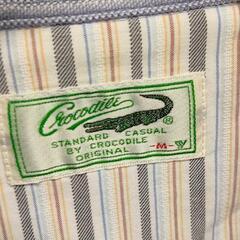 Crocodile
®
STANDARD CASUAL
BY CROCODILE
ORIGINAL
-M-